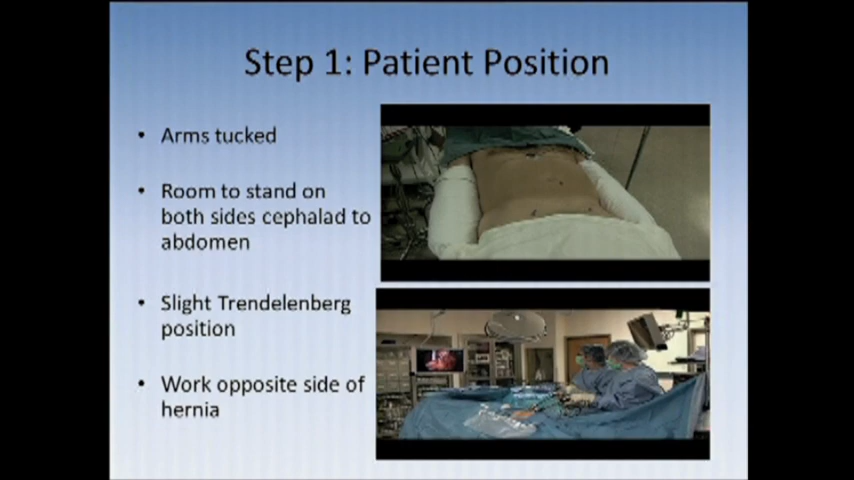 Step 1: Patient Position
• Arms tucked
• Room to stand on
both sides cephalad to
abdomen
• Slight Trendelenberg
position
• Work opposite side of
hernia